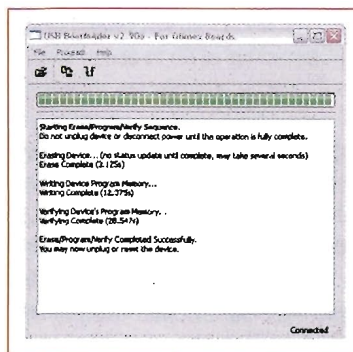 USB Bootloader v2.90a - For Olimex Boards
File Program Help
Starting Erase/Program/Verify Sequence.
Do not unplug device or disconnect power until the operation is fully complete.
Erasing Device... (no status update until complete, may take several seconds)
Erase Complete (3.125s)
Writing Device Program Memory...
Writing Complete (12.375s)
Verifying Device's Program Memory...
Verifying Complete (28.547s)
Erase/Program/Verify Completed Successfully.
You may now unplug or reset the device.
Connected